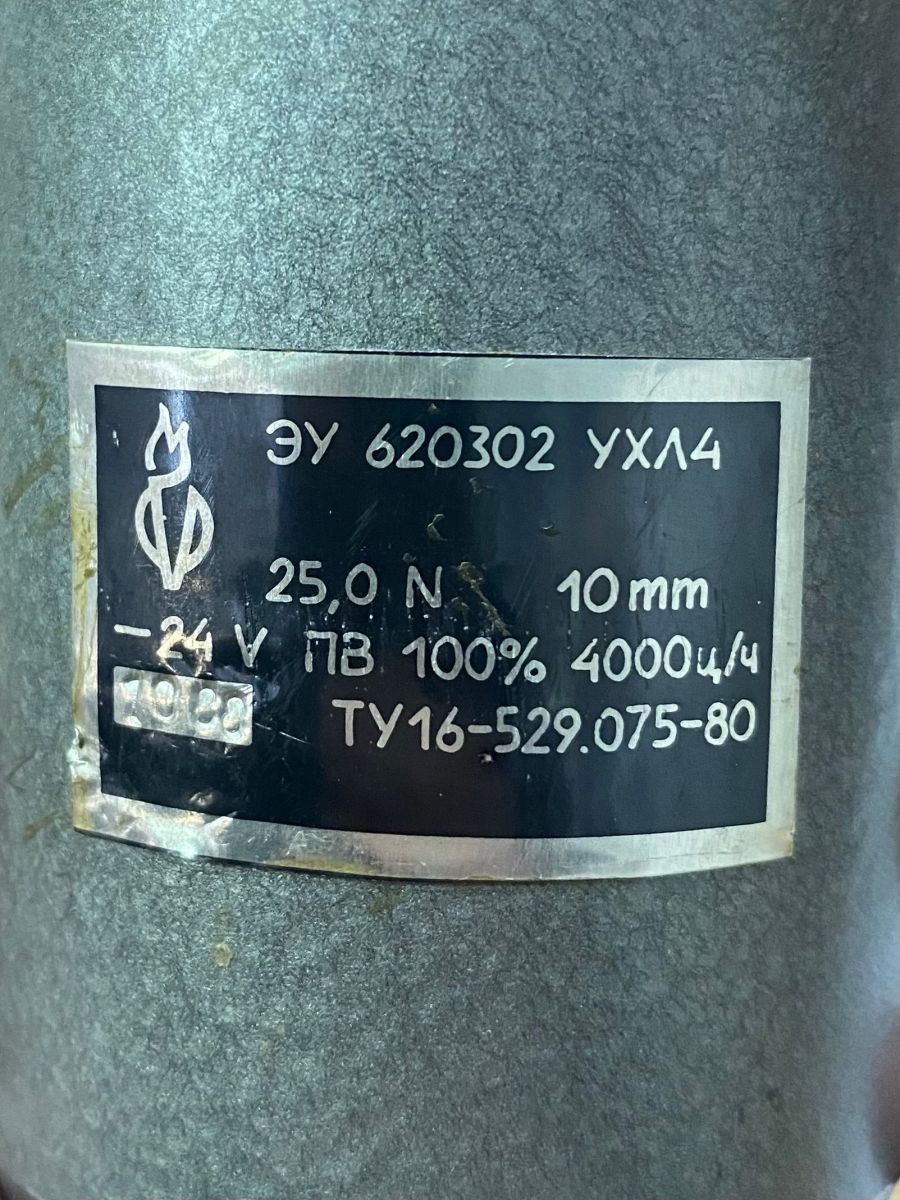 ЭУ 620302 УХЛ4
25,0 N 10 mm
– 24 V ПВ 100% 4000ц/ч
ТУ16-529.075-80